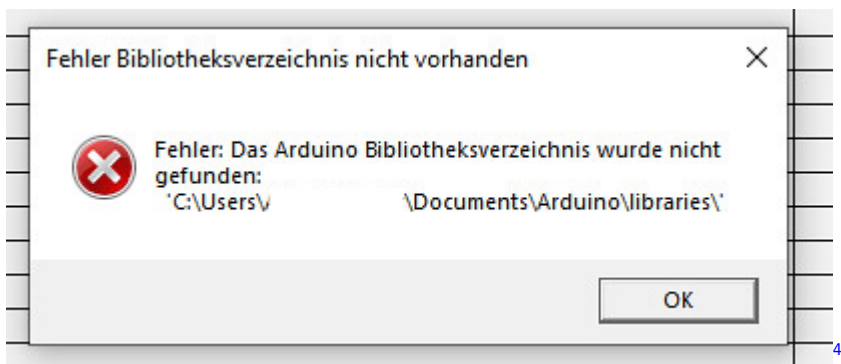 Fehler Bibliotheksverzeichnis nicht vorhanden
Fehler: Das Arduino Bibliotheksverzeichnis wurde nicht
gefunden:
'C:\Users\ \Documents\Arduino\libraries\'
OK
4